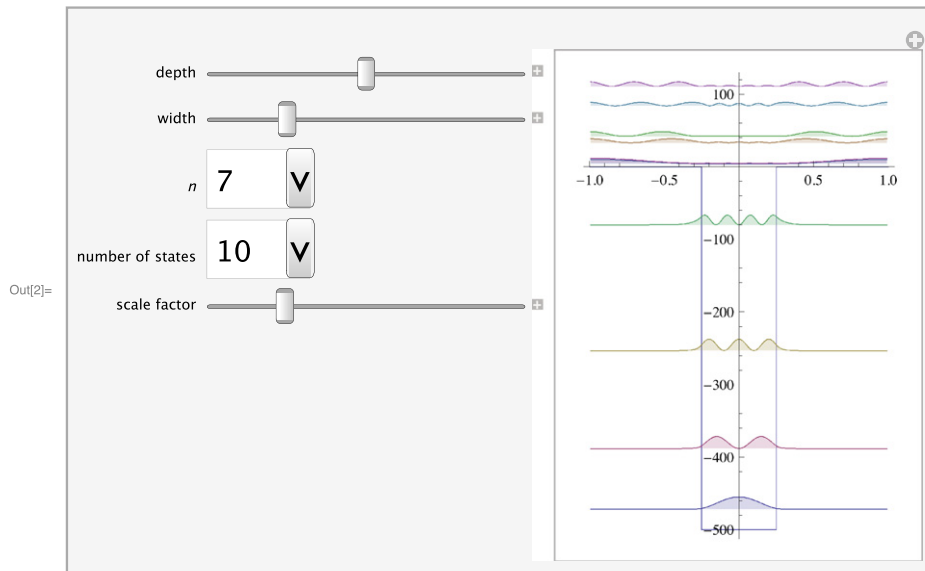 depth
width
n 7
number of states 10
Out[2]=
scale factor
100
−1.0 −0.5 0.5 1.0
−100
−200
−300
−400
−500